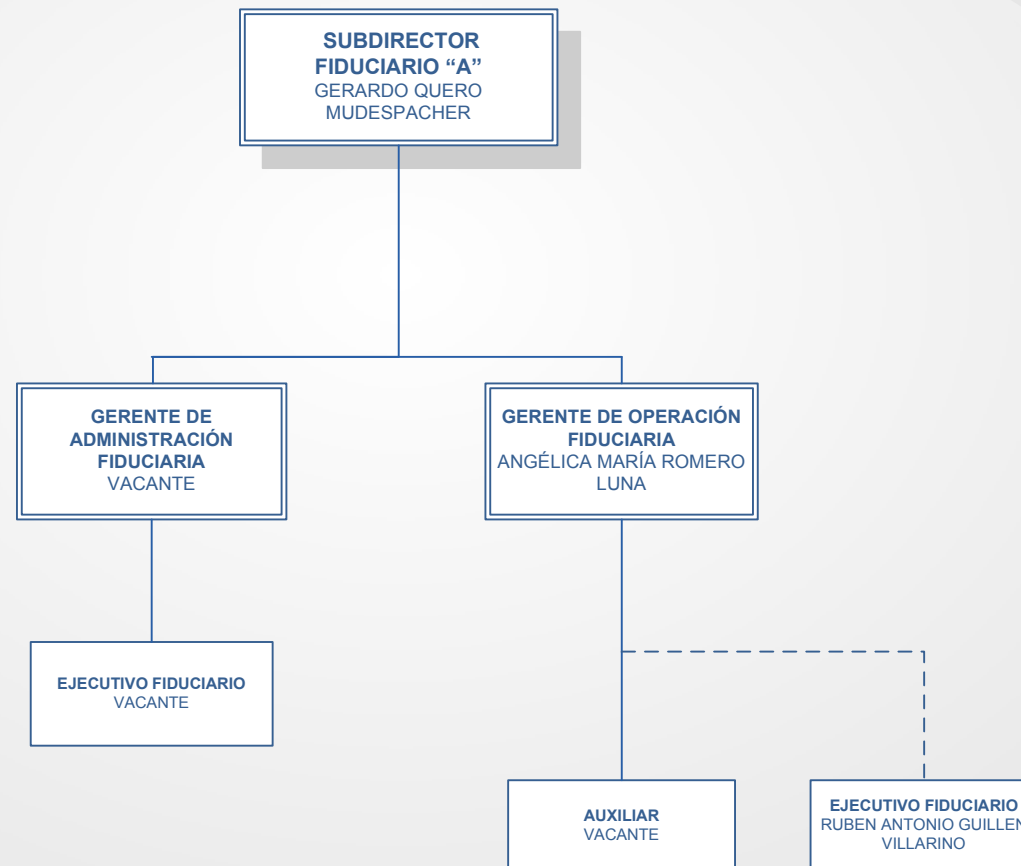 SUBDIRECTOR
FIDUCIARIO “A”
GERARDO QUERO
MUDESPACHER
GERENTE DE
ADMINISTRACIÓN
FIDUCIARIA
VACANTE
GERENTE DE OPERACIÓN
FIDUCIARIA
ANGÉLICA MARÍA ROMERO
LUNA
EJECUTIVO FIDUCIARIO
VACANTE
AUXILIAR
VACANTE
EJECUTIVO FIDUCIARIO
RUBEN ANTONIO GUILLEN
VILLARINO